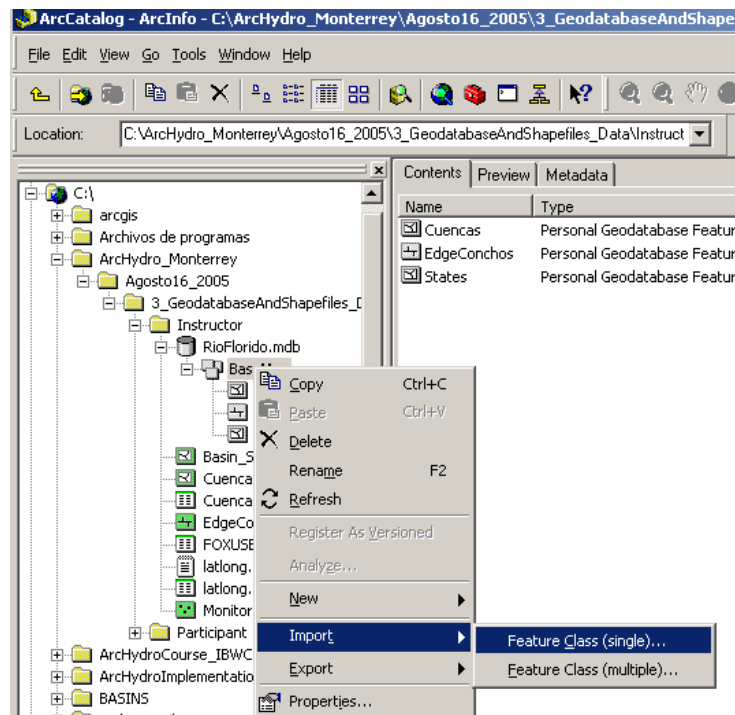 ArcCatalog - ArcInfo - C:\ArcHydro_Monterrey\Agosto16_2005\3_GeodatabaseAndShape
File Edit View Go Tools Window Help
Location: C:\ArcHydro_Monterrey\Agosto16_2005\3_GeodatabaseAndShapefiles_Data\Instruct
Contents Preview Metadata
Name Type
Cuencas Personal Geodatabase Featur
EdgeConchos Personal Geodatabase Featur
States Personal Geodatabase Featur
C:\
arcgis
Archivos de programas
ArcHydro_Monterrey
Agosto16_2005
3_GeodatabaseAndShapefiles_D
Instructor
RioFlorido.mdb
Bas
Basin_S
Cuenca
Cuenca
EdgeCo
FOXUSE
latlong.
latlong.
Monitor
Participant
ArcHydroCourse_IBWC
ArcHydroImplementatio
BASINS
Copy Ctrl+C
Paste Ctrl+V
Delete
Rename F2
Refresh
Register As Versioned
Analyze...
New
Import
Export
Properties...
Feature Class (single)...
Feature Class (multiple)...